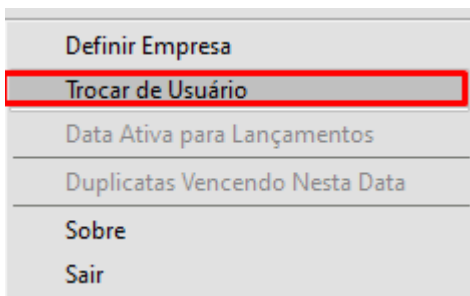 Definir Empresa
Trocar de Usuário
Data Ativa para Lançamentos
Duplicatas Vencendo Nesta Data
Sobre
Sair